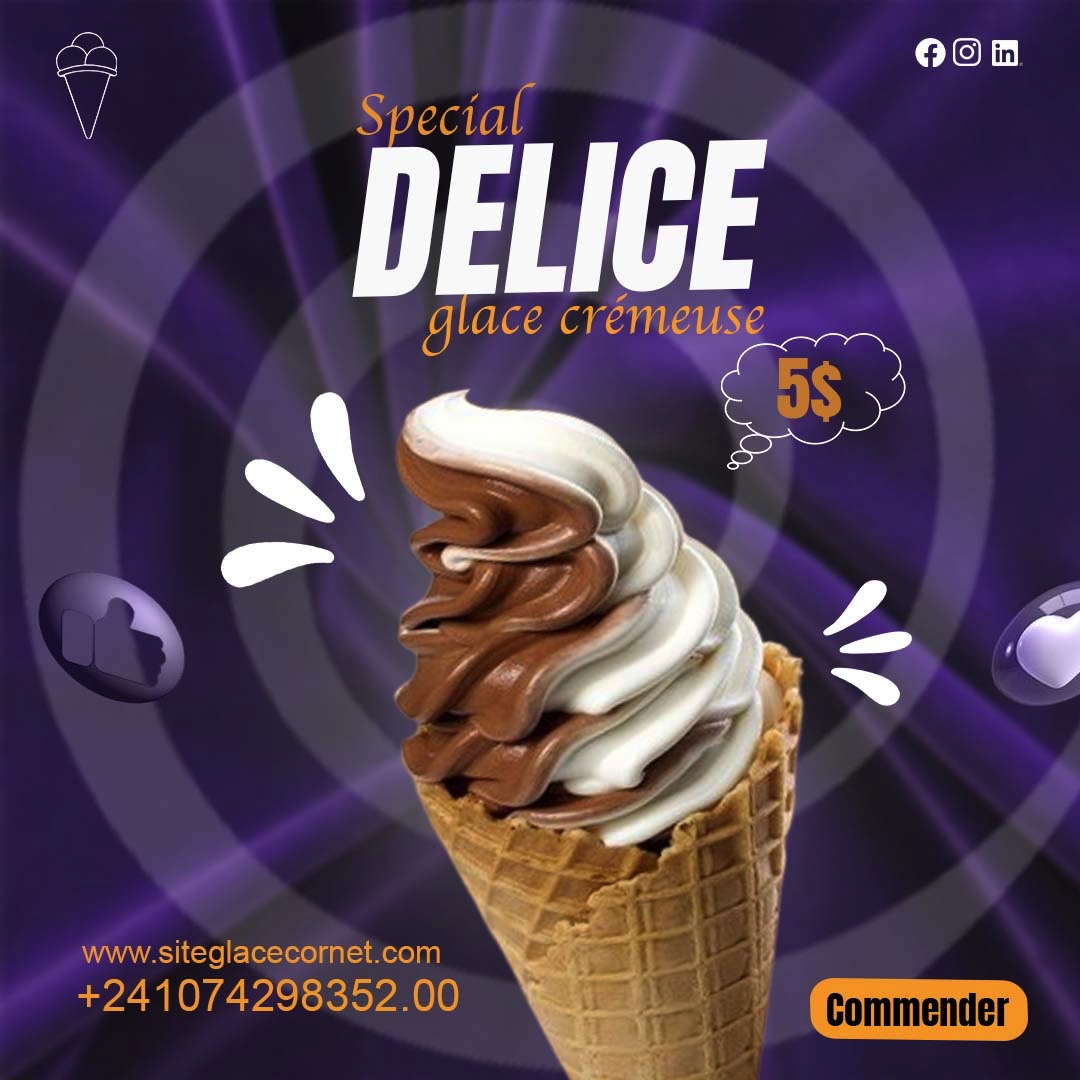 Special
DELICE
glace crémeuse
5$
www.siteglacecornet.com
+241074298352.00
Commender